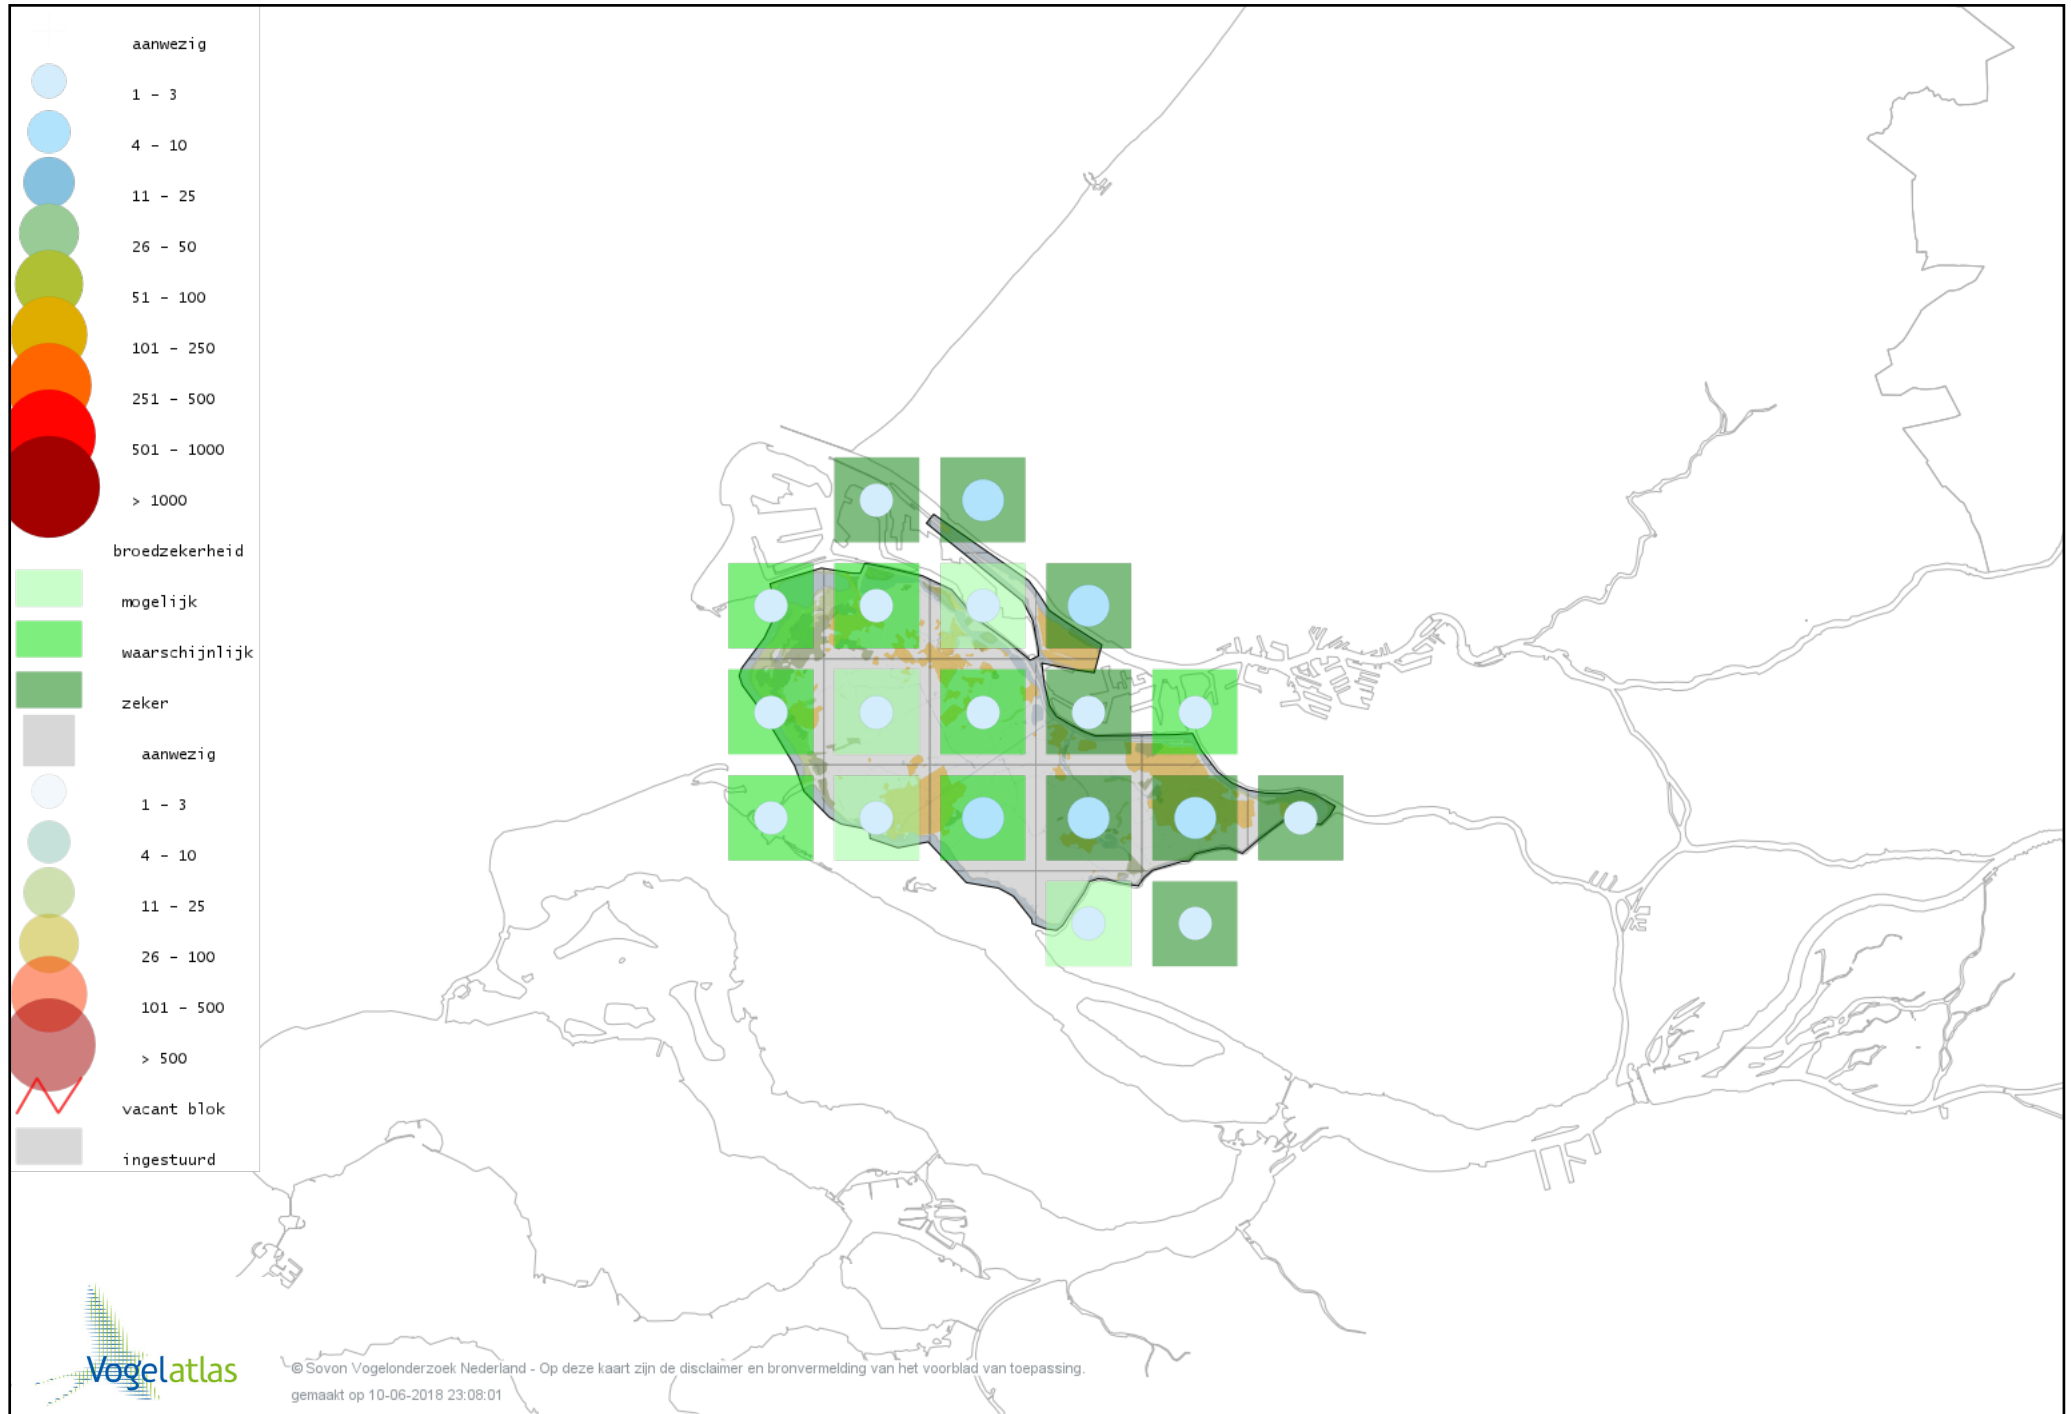 aanwezig
1 - 3
4 - 10
11 - 25
26 - 50
51 - 100
101 - 250
251 - 500
501 - 1000
> 1000
broedzekerheid
mogelijk
waarschijnlijk
zeker
aanwezig
1 - 3
4 - 10
11 - 25
26 - 100
101 - 500
> 500
vacant blok
ingestuurd
Vogelatlas
© Sovon Vogelonderzoek Nederland - Op deze kaart zijn de disclaimer en bronvermelding van het voorblad van toepassing.
gemaakt op 10-06-2018 23:08:01